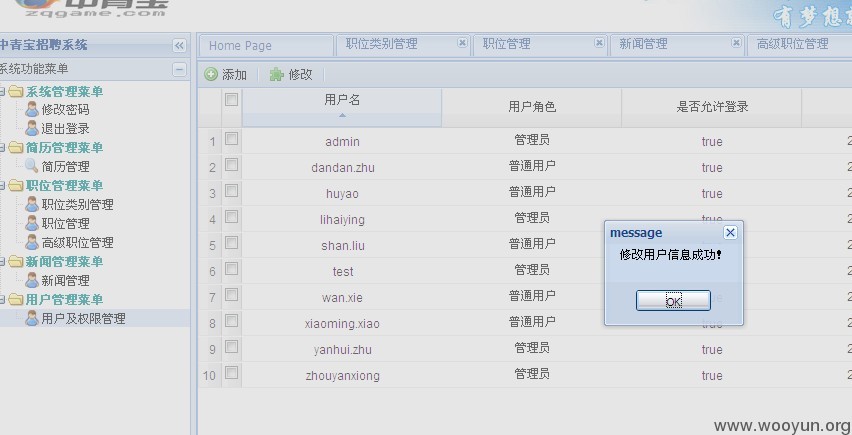 中青宝
zqgame.com
有梦想
中青宝招聘系统
Home Page
职位类别管理
职位管理
新闻管理
高级职位管理
系统功能菜单
添加
修改
系统管理菜单
修改密码
退出登录
简历管理菜单
简历管理
职位管理菜单
职位类别管理
职位管理
高级职位管理
新闻管理菜单
新闻管理
用户管理菜单
用户及权限管理
用户名 用户角色 是否允许登录
1 admin 管理员 true 2
2 dandan.zhu 普通用户 true 2
3 huyao 普通用户 true 2
4 lihaiying 管理员 true 2
5 shan.liu 普通用户 2
6 test 管理员 2
7 wan.xie 普通用户 2
8 xiaoming.xiao 普通用户 true 2
9 yanhui.zhu 管理员 true 2
10 zhouyanxiong 管理员 true 2
message
修改用户信息成功!
OK
www.wooyun.org